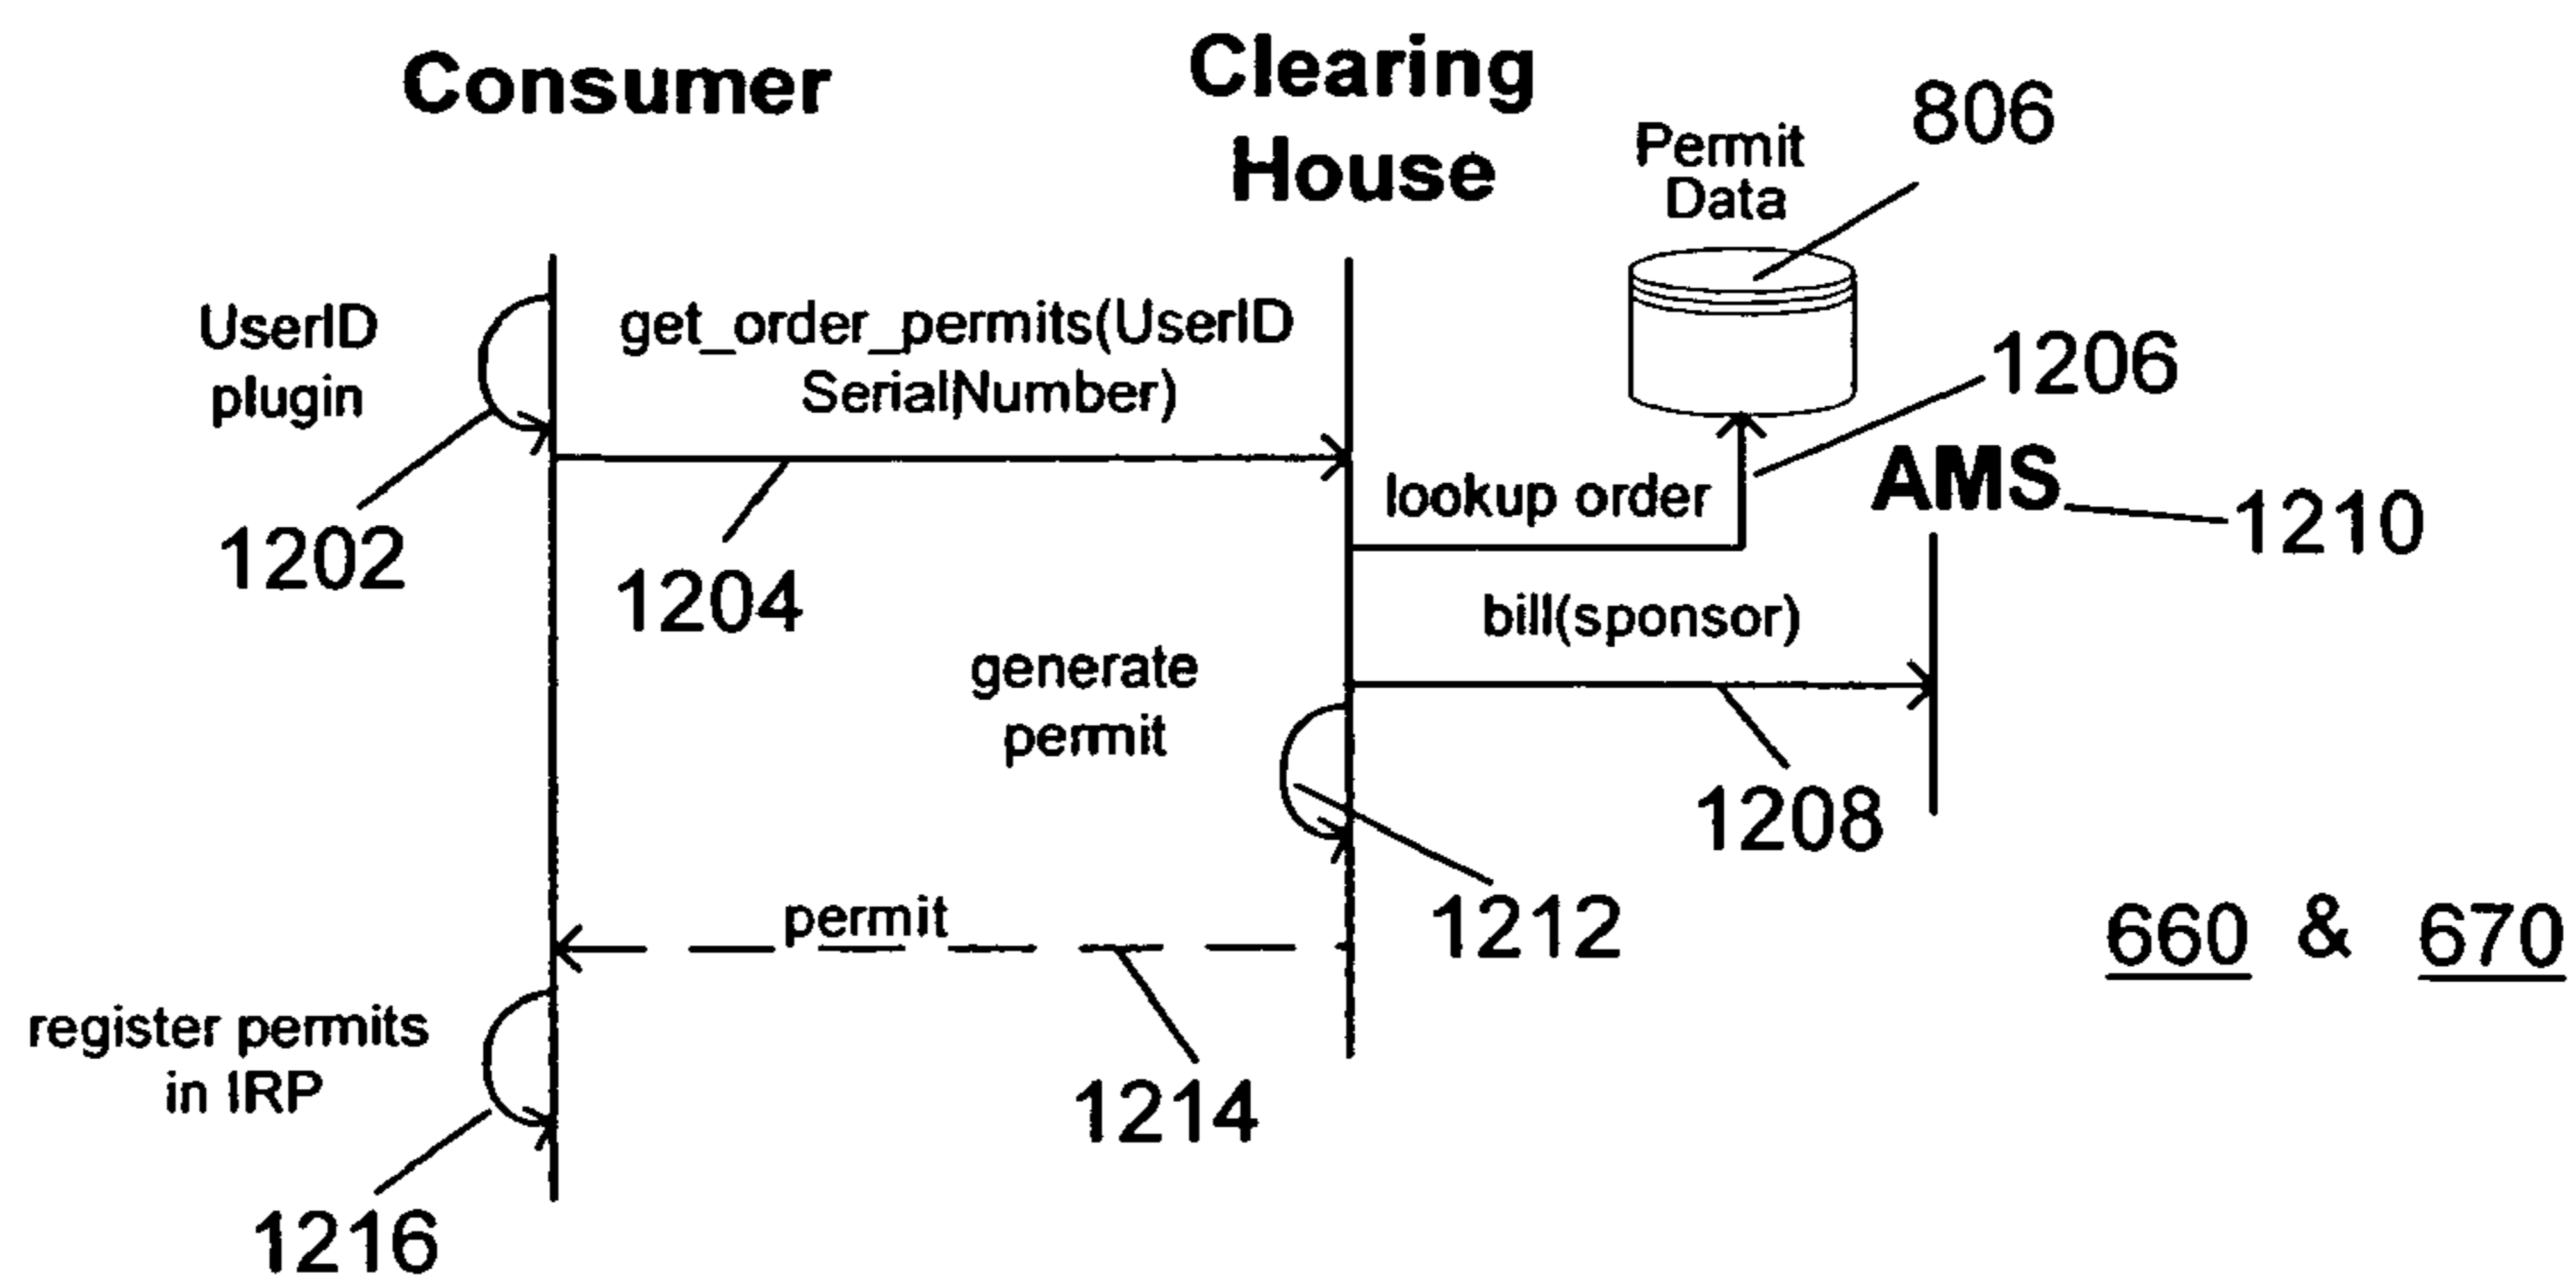 Consumer
Clearing
House
Permit
Data
806
UserID
plugin
get_order_permits(UserID
SerialNumber)
1206
lookup order
AMS
1210
1202
1204
bill(sponsor)
generate
permit
1208
permit
1212
660 & 670
register permits
in IRP
1214
1216